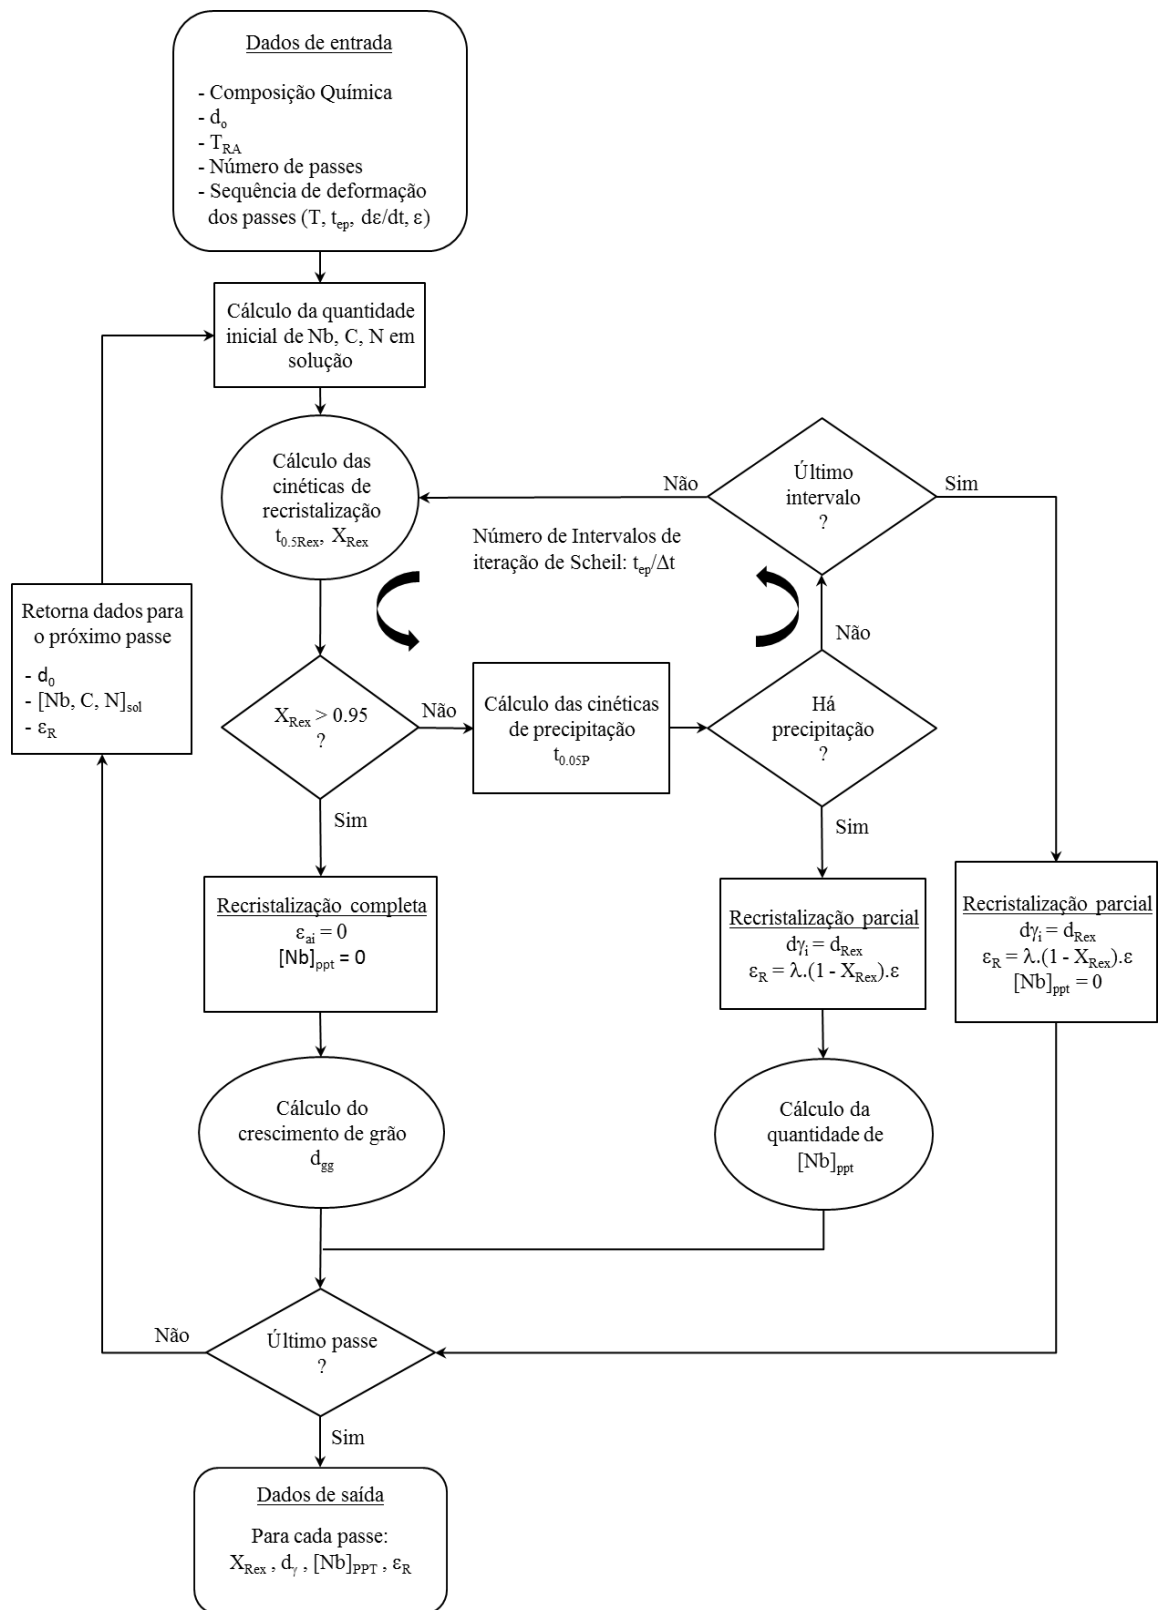 Dados de entrada
- Composição Química
- dₒ
- T_RA
- Número de passes
- Sequência de deformação
dos passes (T, t_ep, dε/dt, ε)
Cálculo da quantidade
inicial de Nb, C, N em
solução
Cálculo das
cinéticas de
recristalização
t_0.5Rex, X_Rex
Último
intervalo
?
Não
Sim
Número de Intervalos de
iteração de Scheil: t_ep/Δt
Retorna dados para
o próximo passe
- d_0
- [Nb, C, N]_sol
- ε_R
X_Rex > 0.95
?
Não
Cálculo das cinéticas
de precipitação
t_0.05P
Há
precipitação
?
Não
Sim
Sim
Recristalização completa
ε_ai = 0
[Nb]_ppt = 0
Recristalização parcial
dγ_i = d_Rex
ε_R = λ.(1 - X_Rex).ε
Recristalização parcial
dγ_i = d_Rex
ε_R = λ.(1 - X_Rex).ε
[Nb]_ppt = 0
Cálculo do
crescimento de grão
d_gg
Cálculo da
quantidade de
[Nb]_ppt
Último passe
?
Não
Sim
Dados de saída
Para cada passe:
X_Rex , d_γ , [Nb]_PPT , ε_R